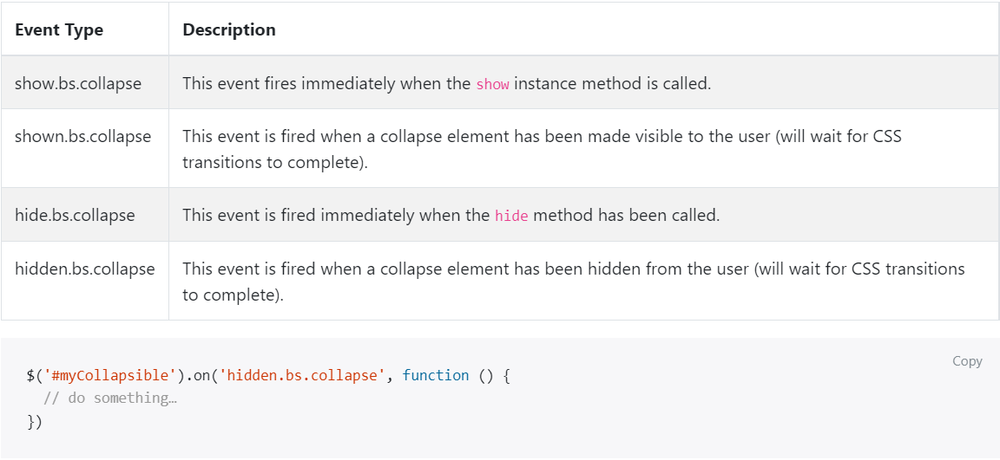 Event Type Description
show.bs.collapse This event fires immediately when the show instance method is called.
shown.bs.collapse This event is fired when a collapse element has been made visible to the user (will wait for CSS
transitions to complete).
hide.bs.collapse This event is fired immediately when the hide method has been called.
hidden.bs.collapse This event is fired when a collapse element has been hidden from the user (will wait for CSS transitions
to complete).
Copy
$('#myCollapsible').on('hidden.bs.collapse', function () {
  // do something…
})